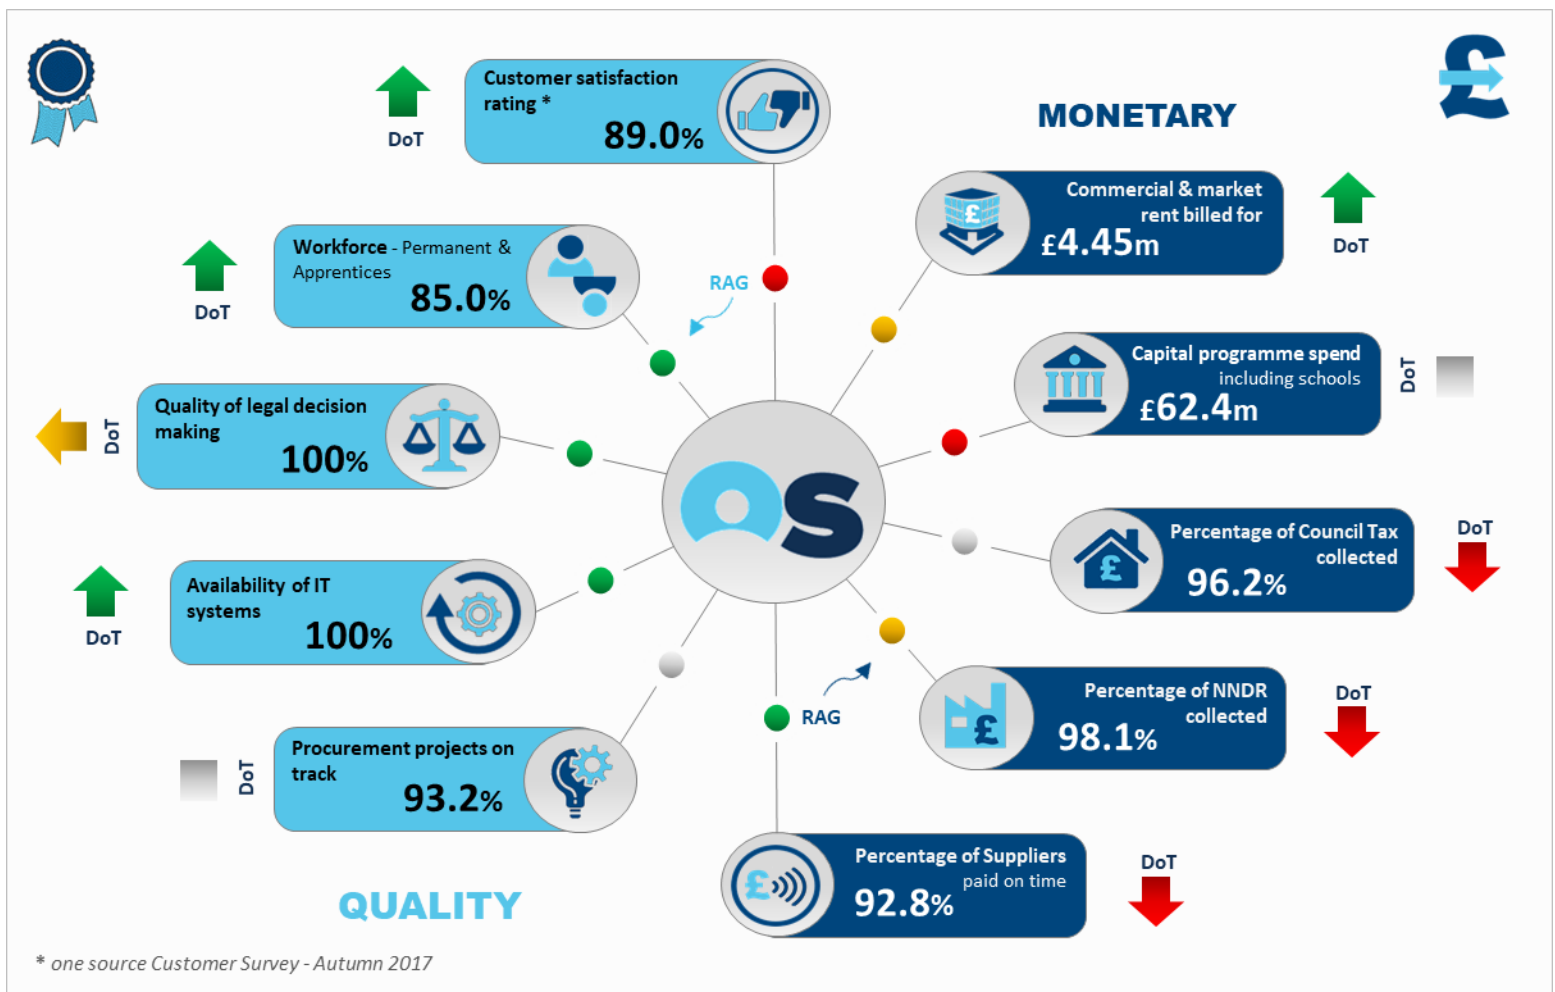 Customer satisfaction
rating *
89.0%
DoT
MONETARY
£
Commercial & market
rent billed for
£4.45m
£
DoT
Workforce - Permanent &
Apprentices
85.0%
DoT
RAG
Capital programme spend
including schools
£62.4m
DoT
Quality of legal decision
making
100%
DoT
OS
Percentage of Council Tax
collected
96.2%
£
DoT
Availability of IT
systems
100%
DoT
Percentage of NNDR
collected
98.1%
£
DoT
RAG
Procurement projects on
track
93.2%
DoT
Percentage of Suppliers
paid on time
92.8%
£
DoT
QUALITY
* one source Customer Survey - Autumn 2017